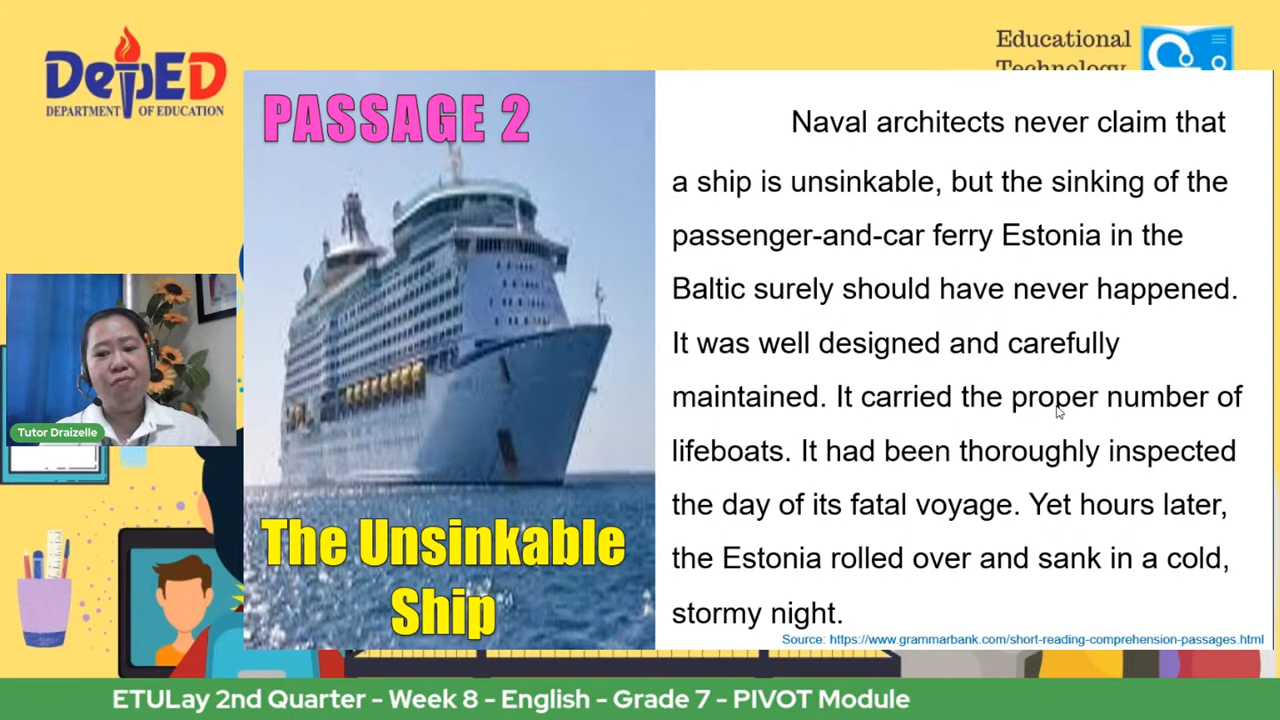 DepED
DEPARTMENT OF EDUCATION
Educational
Technology
PASSAGE 2
The Unsinkable
Ship
Naval architects never claim that
a ship is unsinkable, but the sinking of the
passenger-and-car ferry Estonia in the
Baltic surely should have never happened.
It was well designed and carefully
maintained. It carried the proper number of
lifeboats. It had been thoroughly inspected
the day of its fatal voyage. Yet hours later,
the Estonia rolled over and sank in a cold,
stormy night.
Source: https://www.grammarbank.com/short-reading-comprehension-passages.html
Tutor Draizelle
ETULay 2nd Quarter - Week 8 - English - Grade 7 - PIVOT Module